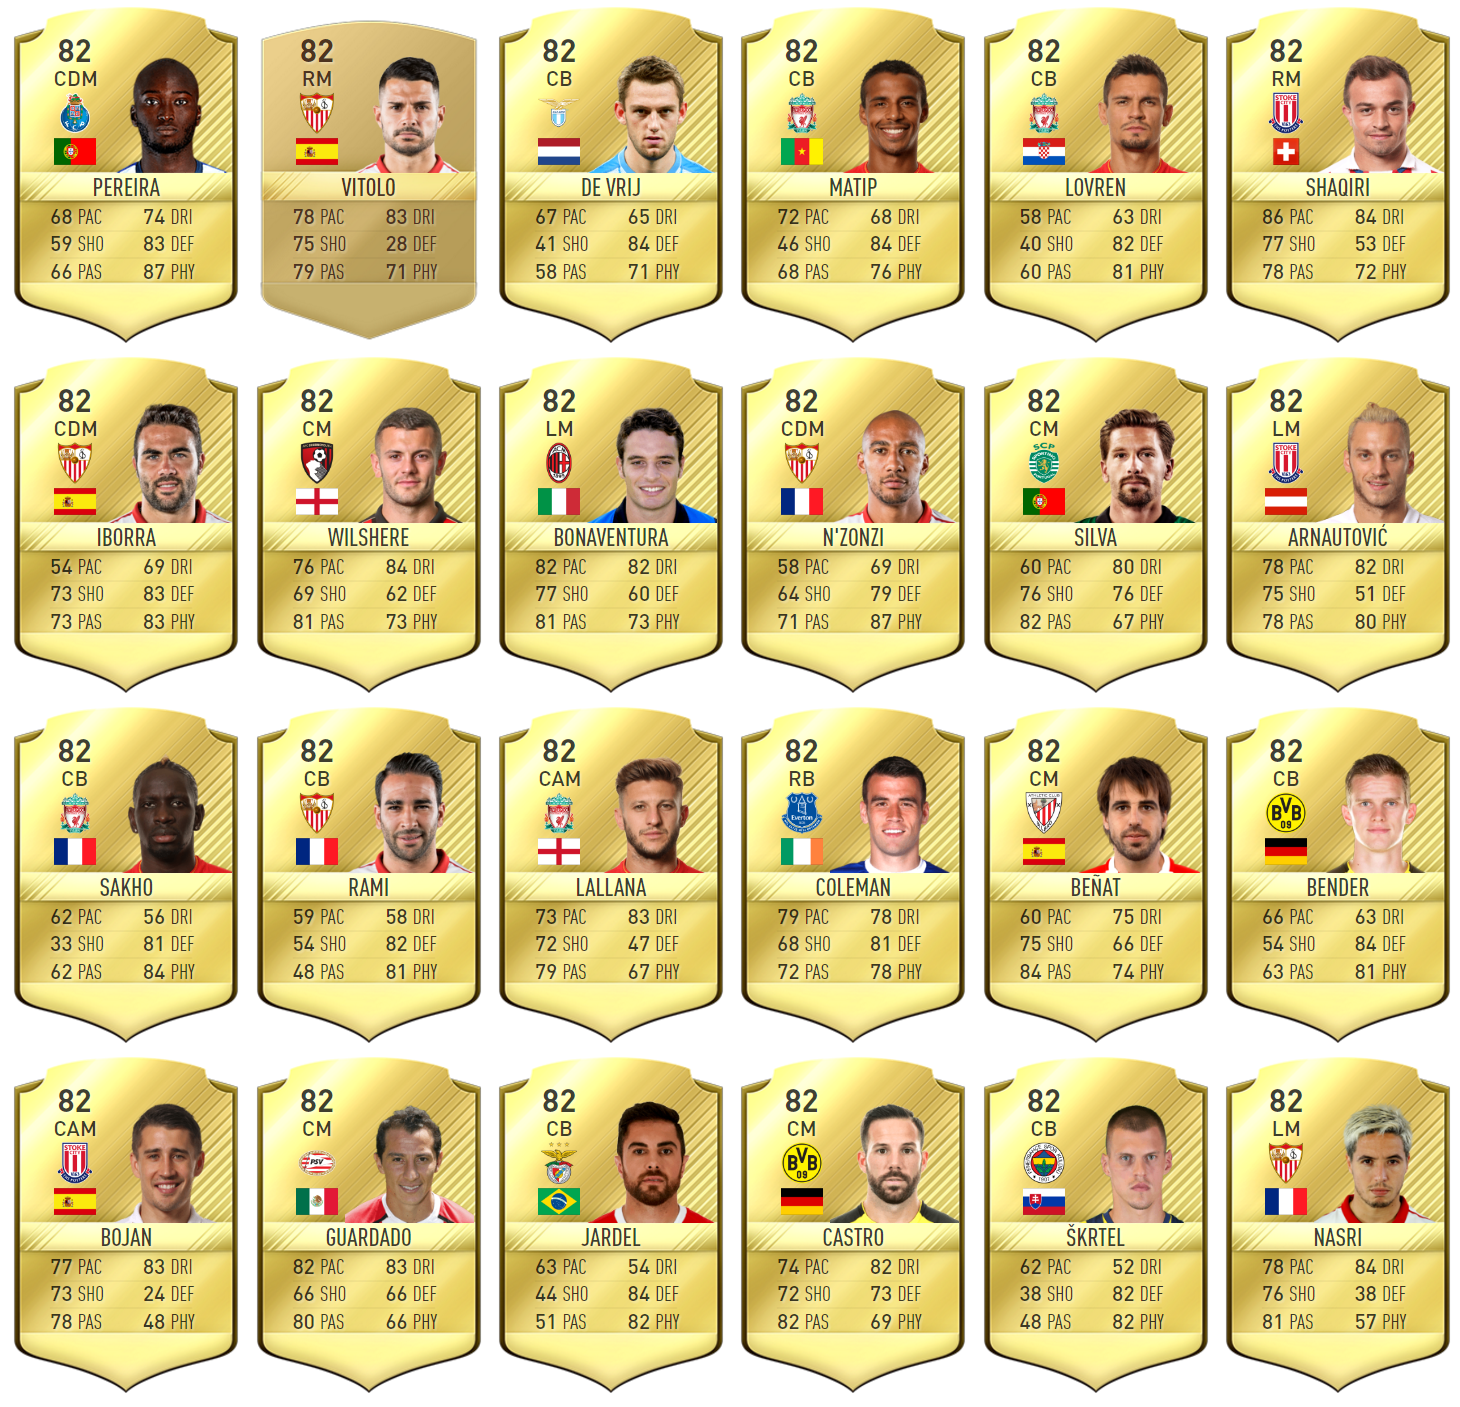 82
CDM
PEREIRA
68 PAC 74 DRI
59 SHO 83 DEF
66 PAS 87 PHY
82
RM
VITOLO
78 PAC 83 DRI
75 SHO 28 DEF
79 PAS 71 PHY
82
CB
DE VRIJ
67 PAC 65 DRI
41 SHO 84 DEF
58 PAS 71 PHY
82
CB
MATIP
72 PAC 68 DRI
46 SHO 84 DEF
68 PAS 76 PHY
82
CB
LOVREN
58 PAC 63 DRI
40 SHO 82 DEF
60 PAS 81 PHY
82
RM
STOKE
CITY
SHAQIRI
86 PAC 84 DRI
77 SHO 53 DEF
78 PAS 72 PHY
82
CDM
IBORRA
54 PAC 69 DRI
73 SHO 83 DEF
73 PAS 83 PHY
82
CM
WILSHERE
76 PAC 84 DRI
69 SHO 62 DEF
81 PAS 73 PHY
82
LM
BONAVENTURA
82 PAC 82 DRI
77 SHO 60 DEF
81 PAS 73 PHY
82
CDM
N'ZONZI
58 PAC 69 DRI
64 SHO 79 DEF
71 PAS 87 PHY
82
CM
SCP
SILVA
60 PAC 80 DRI
76 SHO 76 DEF
82 PAS 67 PHY
82
LM
STOKE
CITY
ARNAUTOVIĆ
78 PAC 82 DRI
75 SHO 51 DEF
78 PAS 80 PHY
82
CB
SAKHO
62 PAC 56 DRI
33 SHO 81 DEF
62 PAS 84 PHY
82
CB
RAMI
59 PAC 58 DRI
54 SHO 82 DEF
48 PAS 81 PHY
82
CAM
LALLANA
73 PAC 83 DRI
72 SHO 47 DEF
79 PAS 67 PHY
82
RB
Everton
COLEMAN
79 PAC 78 DRI
68 SHO 81 DEF
72 PAS 78 PHY
82
CM
ATHLETIC CLUB
BEÑAT
60 PAC 75 DRI
75 SHO 66 DEF
84 PAS 74 PHY
82
CB
BVB
09
BENDER
66 PAC 63 DRI
54 SHO 84 DEF
63 PAS 81 PHY
82
CAM
STOKE
CITY
BOJAN
77 PAC 83 DRI
73 SHO 24 DEF
78 PAS 48 PHY
82
CM
PSV
GUARDADO
82 PAC 83 DRI
66 SHO 66 DEF
80 PAS 66 PHY
82
CB
JARDEL
63 PAC 54 DRI
44 SHO 84 DEF
51 PAS 82 PHY
82
CM
BVB
09
CASTRO
74 PAC 82 DRI
72 SHO 73 DEF
82 PAS 69 PHY
82
CB
ŠKRTEL
62 PAC 52 DRI
38 SHO 82 DEF
48 PAS 82 PHY
82
LM
NASRI
78 PAC 84 DRI
76 SHO 38 DEF
81 PAS 57 PHY